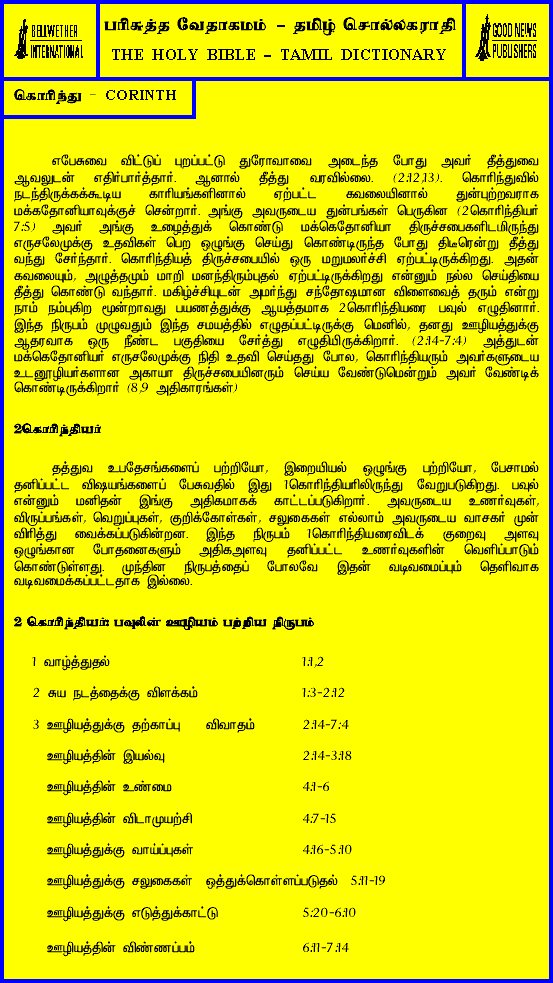 BELLWETHER
INTERNATIONAL
பரிசுத்த வேதாகமம் - தமிழ் சொல்லகராதி
THE HOLY BIBLE - TAMIL DICTIONARY
GOOD NEWS
PUBLISHERS
கொரிந்து - CORINTH
எபேசுவை விட்டுப் புறப்பட்டு துரோவாவை அடைந்த போது அவர் தீத்துவை
ஆவலுடன் எதிர்பார்த்தார். ஆனால் தீத்து வரவில்லை. (2:12,13). கொரிந்துவில்
நடந்திருக்கக்கூடிய காரியங்களினால் ஏற்பட்ட கவலையினால் துன்புற்றவராக
மக்கதோனியாவுக்குச் சென்றார். அங்கு அவருடைய துன்பங்கள் பெருகின (2கொரிந்தியர்
7:5) அவர் அங்கு உழைத்துக் கொண்டு மக்கெதோனியா திருச்சபைகளிடமிருந்து
எருசலேமுக்கு உதவிகள் பெற ஒழுங்கு செய்து கொண்டிருந்த போது திடீரென்று தீத்து
வந்து சேர்ந்தார். கொரிந்தியத் திருச்சபையில் ஒரு மறுமலர்ச்சி ஏற்பட்டிருக்கிறது. அதன்
கவலையும், அழுத்தமும் மாறி மனந்திரும்புதல் ஏற்பட்டிருக்கிறது என்னும் நல்ல செய்தியை
தீத்து கொண்டு வந்தார். மகிழ்ச்சியுடன் அமர்ந்து சந்தோஷமான விளைவைத் தரும் என்று
நாம் நம்புகிற மூன்றாவது பயணத்துக்கு ஆயத்தமாக 2கொரிந்தியரை பவுல் எழுதினார்.
இந்த நிருபம் முழுவதும் இந்த சமயத்தில் எழுதப்பட்டிருக்கு மெனில், தனது ஊழியத்துக்கு
ஆதரவாக ஒரு நீண்ட பகுதியை சேர்த்து எழுதியிருக்கிறார். (2:14-7:4) அத்துடன்
மக்கெதோனியர் எருசலேமுக்கு நிதி உதவி செய்தது போல, கொரிந்தியரும் அவர்களுடைய
உடனூழியர்களான அகாயா திருச்சபையினரும் செய்ய வேண்டுமென்றும் அவர் வேண்டிக்
கொண்டிருக்கிறார் (8,9 அதிகாரங்கள்)
2கொரிந்தியர்
தத்துவ உபதேசங்களைப் பற்றியோ, இறையியல் ஒழுங்கு பற்றியோ, பேசாமல்
தனிப்பட்ட விஷயங்களைப் பேசுவதில் இது 1கொரிந்தியரிலிருந்து வேறுபடுகிறது. பவுல்
என்னும் மனிதன் இங்கு அதிகமாகக் காட்டப்படுகிறார். அவருடைய உணர்வுகள்,
விருப்பங்கள், வெறுப்புகள், குறிக்கோள்கள், சலுகைகள் எல்லாம் அவருடைய வாசகர் முன்
விரித்து வைக்கப்படுகின்றன. இந்த நிருபம் 1கொரிந்தியரைவிடக் குறைவு அளவு
ஒழுங்கான போதனைகளும் அதிகஅளவு தனிப்பட்ட உணர்வுகளின் வெளிப்பாடும்
கொண்டுள்ளது. முந்தின நிருபத்தைப் போலவே இதன் வடிவமைப்பும் தெளிவாக
வடிவமைக்கப்பட்டதாக இல்லை.
2 கொரிந்தியர்: பவுலின் ஊழியம் பற்றிய நிருபம்
1 வாழ்த்துதல் 1:1,2
2 சுய நடத்தைக்கு விளக்கம் 1:3-2:12
3 ஊழியத்துக்கு தற்காப்பு விவாதம் 2:14-7:4
ஊழியத்தின் இயல்வு 2:14-3:18
ஊழியத்தின் உண்மை 4:1-6
ஊழியத்தின் விடாமுயற்சி 4:7-15
ஊழியத்துக்கு வாய்ப்புகள் 4:16-5:10
ஊழியத்துக்கு சலுகைகள் ஒத்துக்கொள்ளப்படுதல் 5:11-19
ஊழியத்துக்கு எடுத்துக்காட்டு 5:20-6:10
ஊழியத்தின் விண்ணப்பம் 6:11-7:14